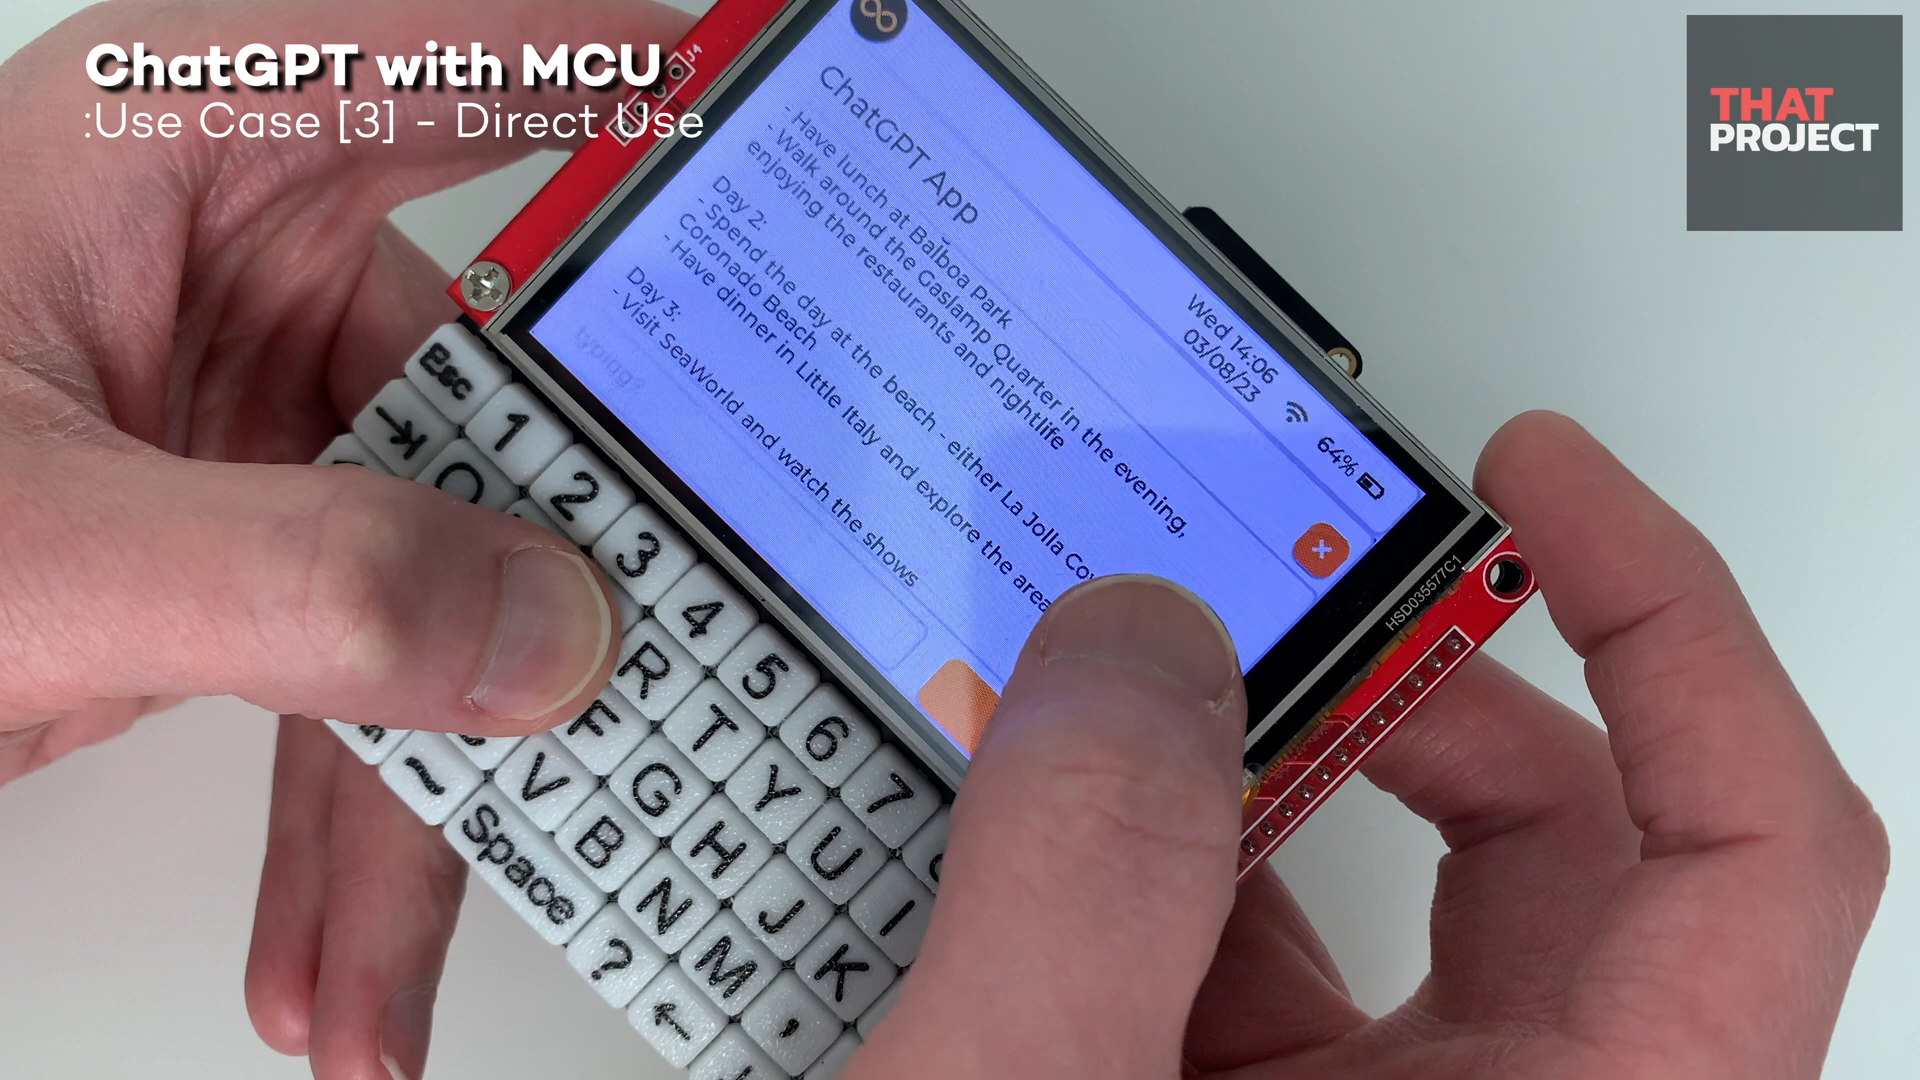 ChatGPT with MCU
:Use Case [3] - Direct Use
THAT
PROJECT
J4
ChatGPT App
Wed 14:06
03/08/23
64%
- Have lunch at Balboa Park
- Walk around the Gaslamp Quarter in the evening,
enjoying the restaurants and nightlife
Day 2:
- Spend the day at the beach - either La Jolla
Coronado Beach
- Have dinner in Little Italy and explore the area
Day 3:
- Visit SeaWorld and watch the shows
typing?
+
HSD035577C1
Esc 1 2 3 4 5 6 7
R T Y U I
F G H J K
~ V B N M ,
Space ? ←